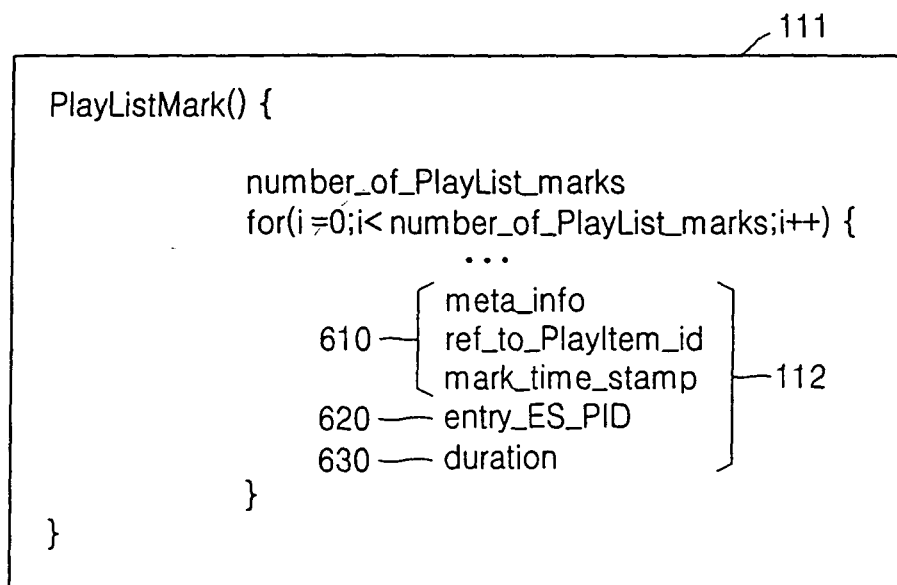 111
PlayListMark() {
number_of_PlayList_marks
for(i =0;i< number_of_PlayList_marks;i++) {
...
meta_info
610 ref_to_PlayItem_id
mark_time_stamp 112
620 entry_ES_PID
630 duration
}
}